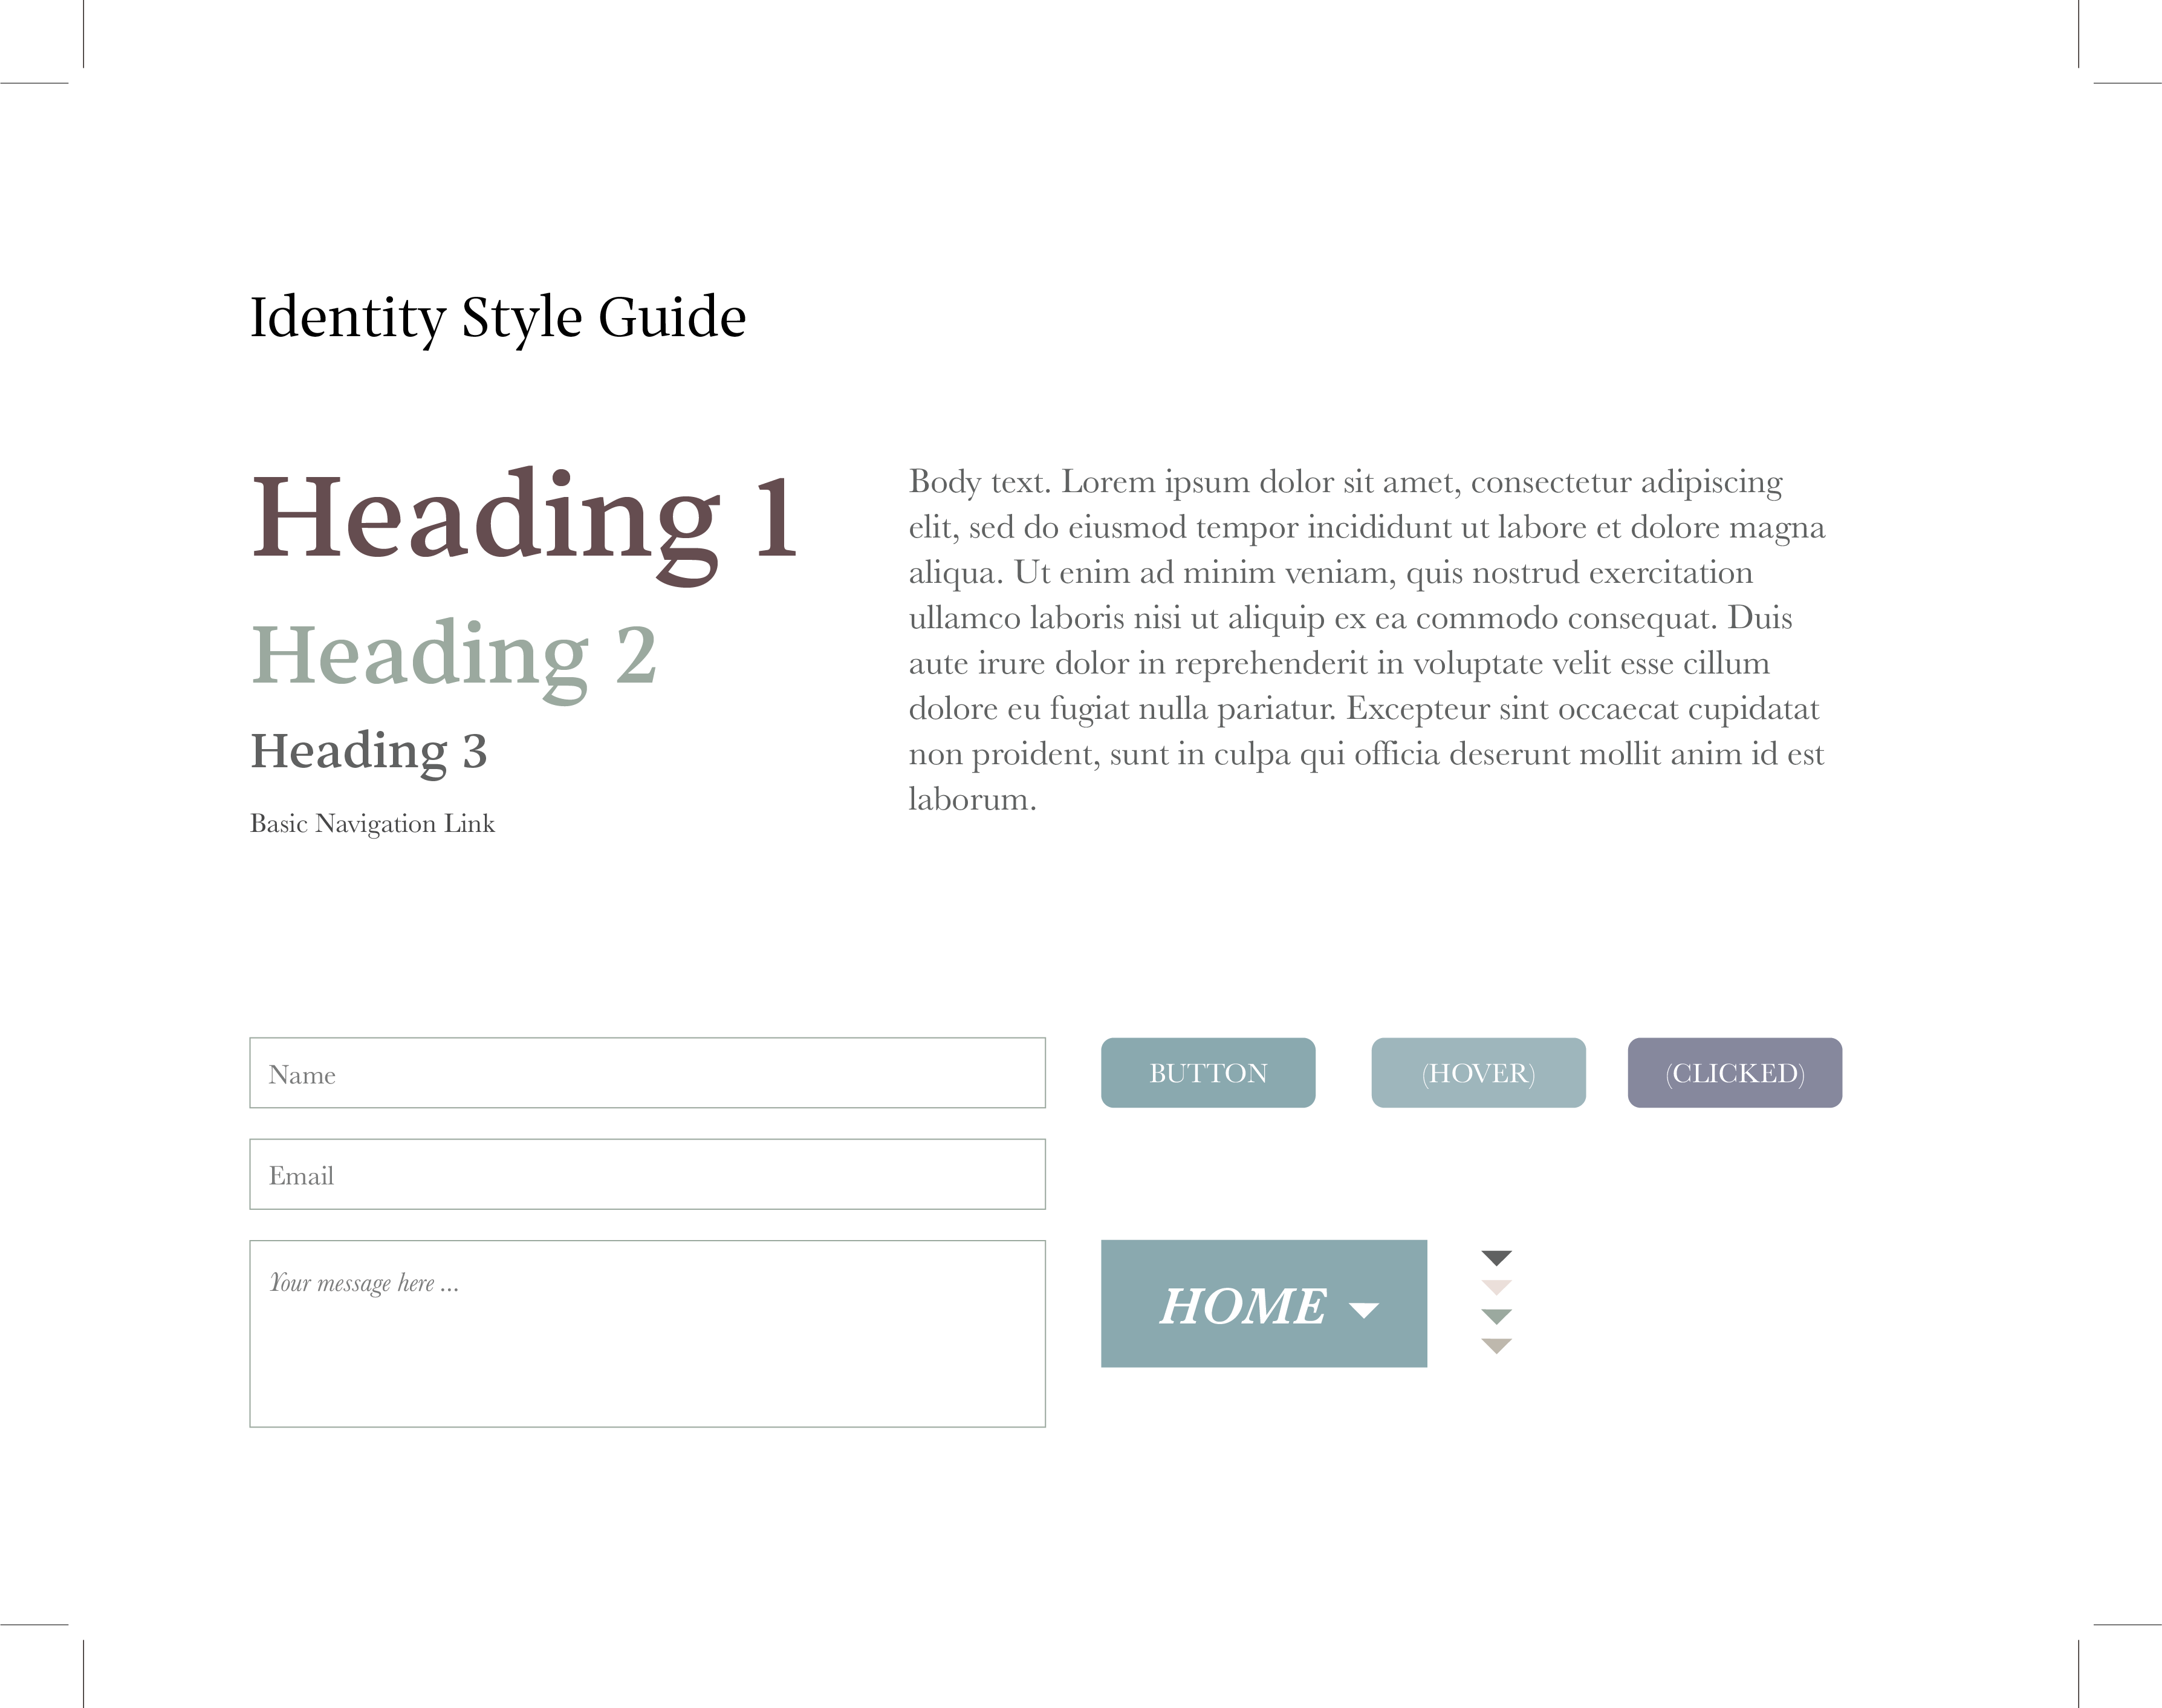 Identity Style Guide
Heading 1
Heading 2
Heading 3
Basic Navigation Link
Body text. Lorem ipsum dolor sit amet, consectetur adipiscing
elit, sed do eiusmod tempor incididunt ut labore et dolore magna
aliqua. Ut enim ad minim veniam, quis nostrud exercitation
ullamco laboris nisi ut aliquip ex ea commodo consequat. Duis
aute irure dolor in reprehenderit in voluptate velit esse cillum
dolore eu fugiat nulla pariatur. Excepteur sint occaecat cupidatat
non proident, sunt in culpa qui officia deserunt mollit anim id est
laborum.
Name
Email
Your message here ...
BUTTON
(HOVER)
(CLICKED)
HOME